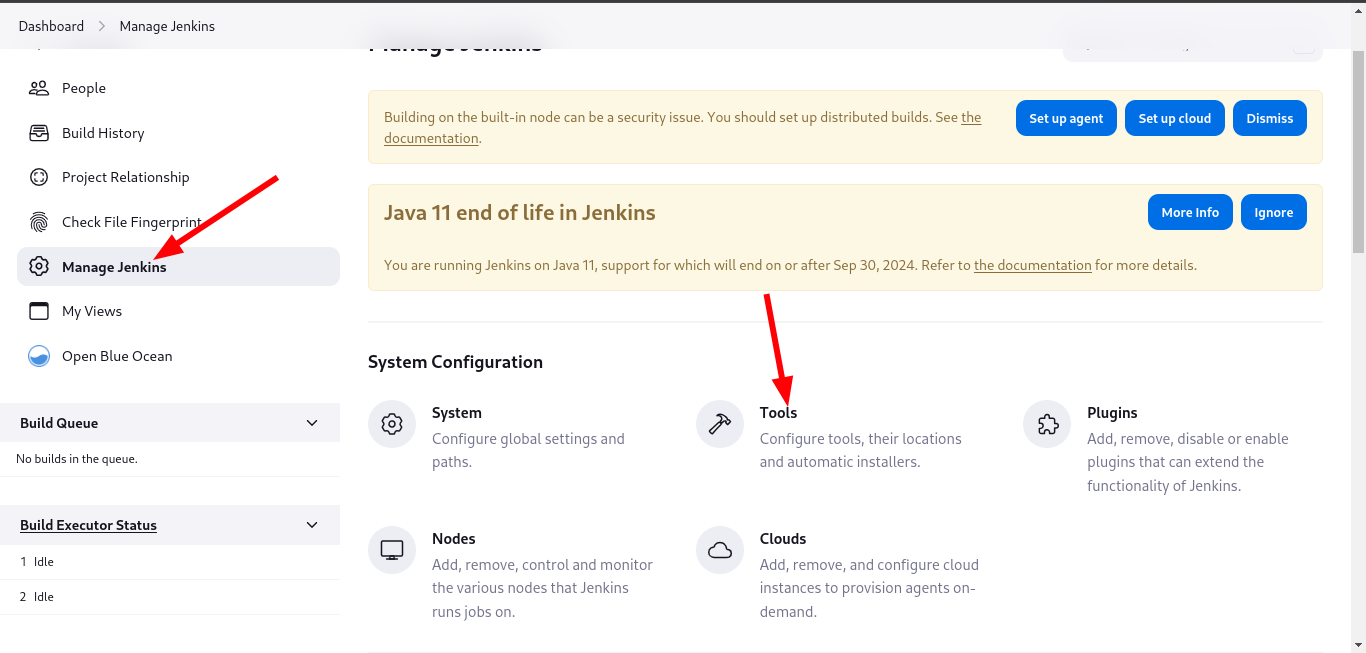 Dashboard > Manage Jenkins
Manage Jenkins
People
Build History
Project Relationship
Check File Fingerprint
Manage Jenkins
My Views
Open Blue Ocean
Build Queue
No builds in the queue.
Build Executor Status
1 Idle
2 Idle
Building on the built-in node can be a security issue. You should set up distributed builds. See the
documentation.
Set up agent
Set up cloud
Dismiss
Java 11 end of life in Jenkins
More Info
Ignore
You are running Jenkins on Java 11, support for which will end on or after Sep 30, 2024. Refer to the documentation for more details.
System Configuration
System
Configure global settings and
paths.
Tools
Configure tools, their locations
and automatic installers.
Plugins
Add, remove, disable or enable
plugins that can extend the
functionality of Jenkins.
Nodes
Add, remove, control and monitor
the various nodes that Jenkins
runs jobs on.
Clouds
Add, remove, and configure cloud
instances to provision agents on-
demand.